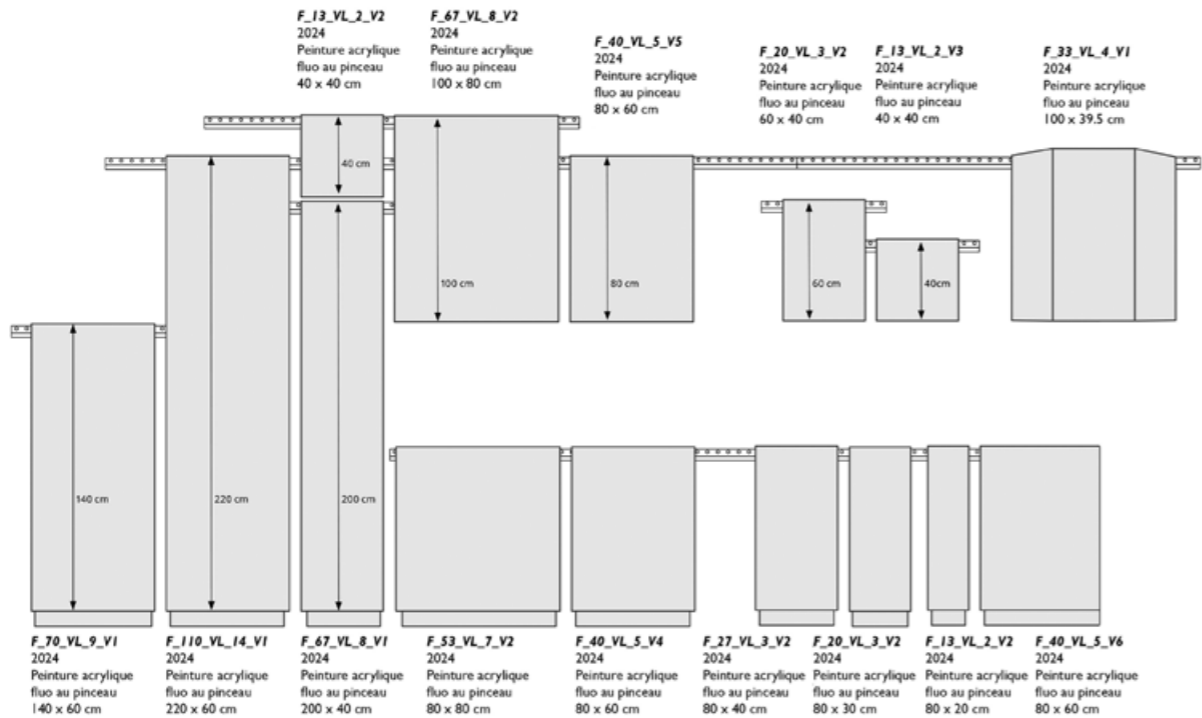 F_13_VL_2_V2
2024
Peinture acrylique
fluo au pinceau
40 x 40 cm
F_67_VL_8_V2
2024
Peinture acrylique
fluo au pinceau
100 x 80 cm
F_40_VL_5_V5
2024
Peinture acrylique
fluo au pinceau
80 x 60 cm
F_20_VL_3_V2
2024
Peinture acrylique
fluo au pinceau
60 x 40 cm
F_13_VL_2_V3
2024
Peinture acrylique
fluo au pinceau
40 x 40 cm
F_33_VL_4_V1
2024
Peinture acrylique
fluo au pinceau
100 x 39.5 cm
40 cm
100 cm
80 cm
60 cm
40cm
140 cm
220 cm
200 cm
F_70_VL_9_V1
2024
Peinture acrylique
fluo au pinceau
140 x 60 cm
F_110_VL_14_V1
2024
Peinture acrylique
fluo au pinceau
220 x 60 cm
F_67_VL_8_V1
2024
Peinture acrylique
fluo au pinceau
200 x 40 cm
F_53_VL_7_V2
2024
Peinture acrylique
fluo au pinceau
80 x 80 cm
F_40_VL_5_V4
2024
Peinture acrylique
fluo au pinceau
80 x 60 cm
F_27_VL_3_V2
2024
Peinture acrylique
fluo au pinceau
80 x 40 cm
F_20_VL_3_V2
2024
Peinture acrylique
fluo au pinceau
80 x 30 cm
F_13_VL_2_V2
2024
Peinture acrylique
fluo au pinceau
80 x 20 cm
F_40_VL_5_V6
2024
Peinture acrylique
fluo au pinceau
80 x 60 cm